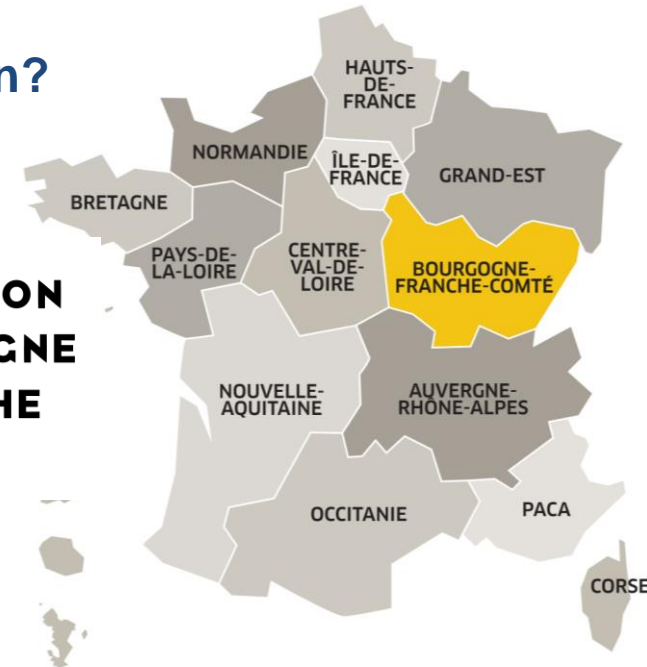 n?
HAUTS-
DE-
FRANCE
NORMANDIE
ÎLE-DE-
FRANCE
GRAND-EST
BRETAGNE
PAYS-DE-
LA-LOIRE
CENTRE-
VAL-DE-
LOIRE
BOURGOGNE-
FRANCHE-COMTÉ
ON
GNE
HE
NOUVELLE-
AQUITAINE
AUVERGNE-
RHÔNE-ALPES
OCCITANIE
PACA
CORSE